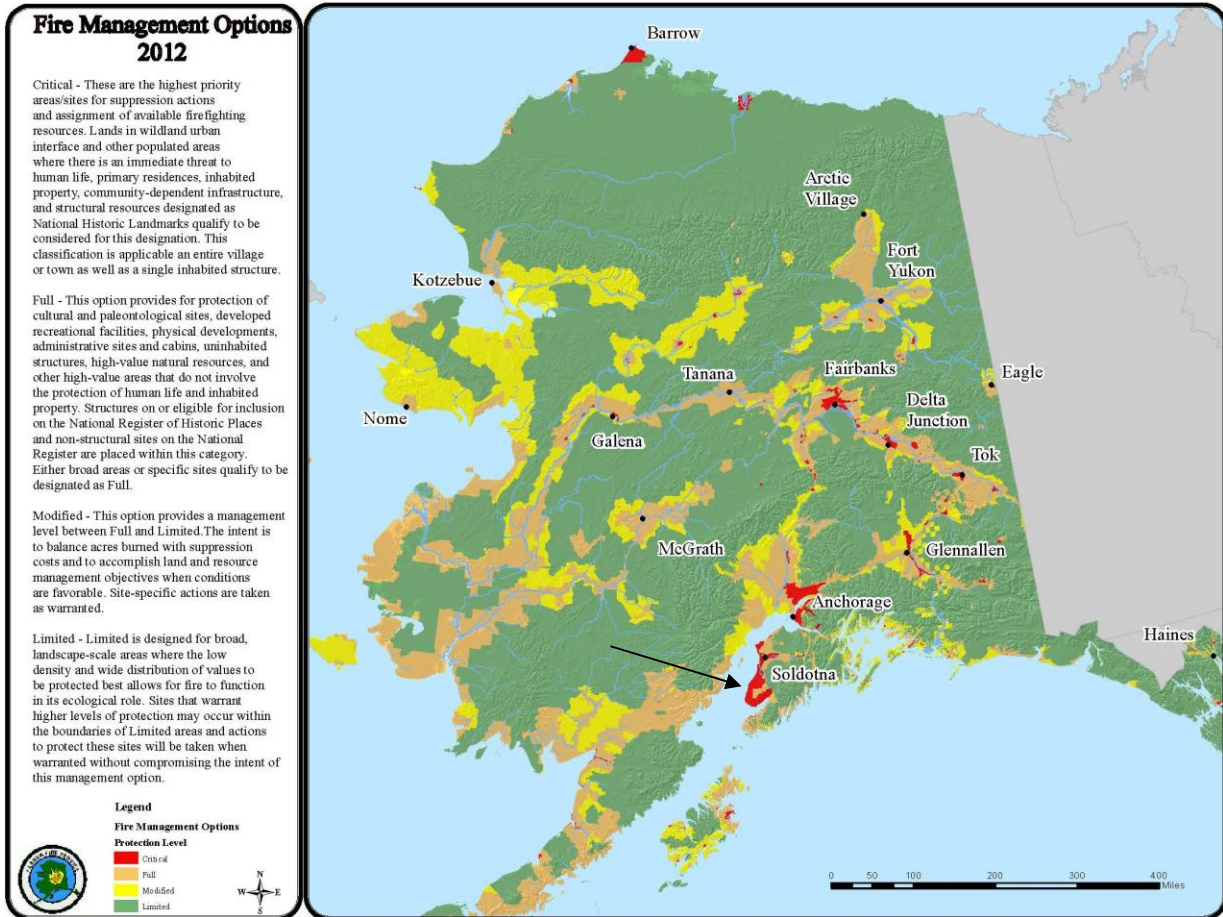 Fire Management Options
2012
Critical - These are the highest priority
areas/sites for suppression actions
and assignment of available firefighting
resources. Lands in wildland urban
interface and other populated areas
where there is an immediate threat to
human life, primary residences, inhabited
property, community-dependent infrastructure,
and structural resources designated as
National Historic Landmarks qualify to be
considered for this designation. This
classification is applicable an entire village
or town as well as a single inhabited structure.
Full - This option provides for protection of
cultural and paleontological sites, developed
recreational facilities, physical developments,
administrative sites and cabins, uninhabited
structures, high-value natural resources, and
other high-value areas that do not involve
the protection of human life and inhabited
property. Structures on or eligible for inclusion
on the National Register of Historic Places
and non-structural sites on the National
Register are placed within this category.
Either broad areas or specific sites qualify to be
designated as Full.
Modified - This option provides a management
level between Full and Limited.The intent is
to balance acres burned with suppression
costs and to accomplish land and resource
management objectives when conditions
are favorable. Site-specific actions are taken
as warranted.
Limited - Limited is designed for broad,
landscape-scale areas where the low
density and wide distribution of values to
be protected best allows for fire to function
in its ecological role. Sites that warrant
higher levels of protection may occur within
the boundaries of Limited areas and actions
to protect these sites will be taken when
warranted without compromising the intent of
this management option.
Legend
Fire Management Options
Protection Level
Critical
Full
Modified
Limited
N
W E
S
Barrow
Arctic
Village
Fort
Yukon
Kotzebue
Tanana
Fairbanks
Eagle
Nome
Galena
Delta
Junction
Tok
McGrath
Glennallen
Anchorage
Haines
Soldotna
0 50 100 200 300 400
Miles